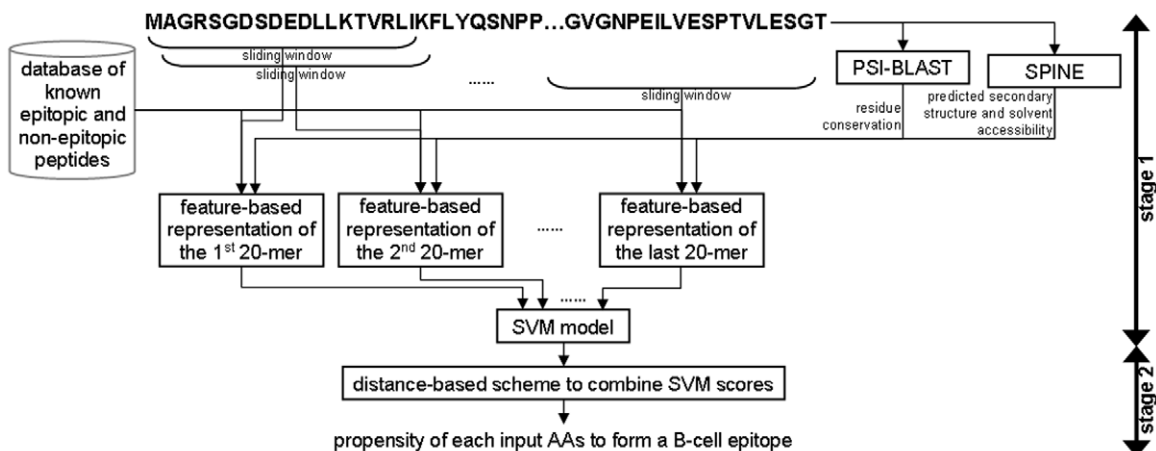 MAGRSGDSDEDLLKTVRLIKFLYQSNPP...GVGNPEILVESPTVLESGT
sliding window
sliding window
......
sliding window
database of
known
epitopic and
non-epitopic
peptides
PSI-BLAST
SPINE
residue
conservation
predicted secondary
structure and solvent
accessibility
stage 1
feature-based
representation of
the 1st 20-mer
feature-based
representation of
the 2nd 20-mer
......
feature-based
representation of
the last 20-mer
......
SVM model
distance-based scheme to combine SVM scores
stage 2
propensity of each input AAs to form a B-cell epitope